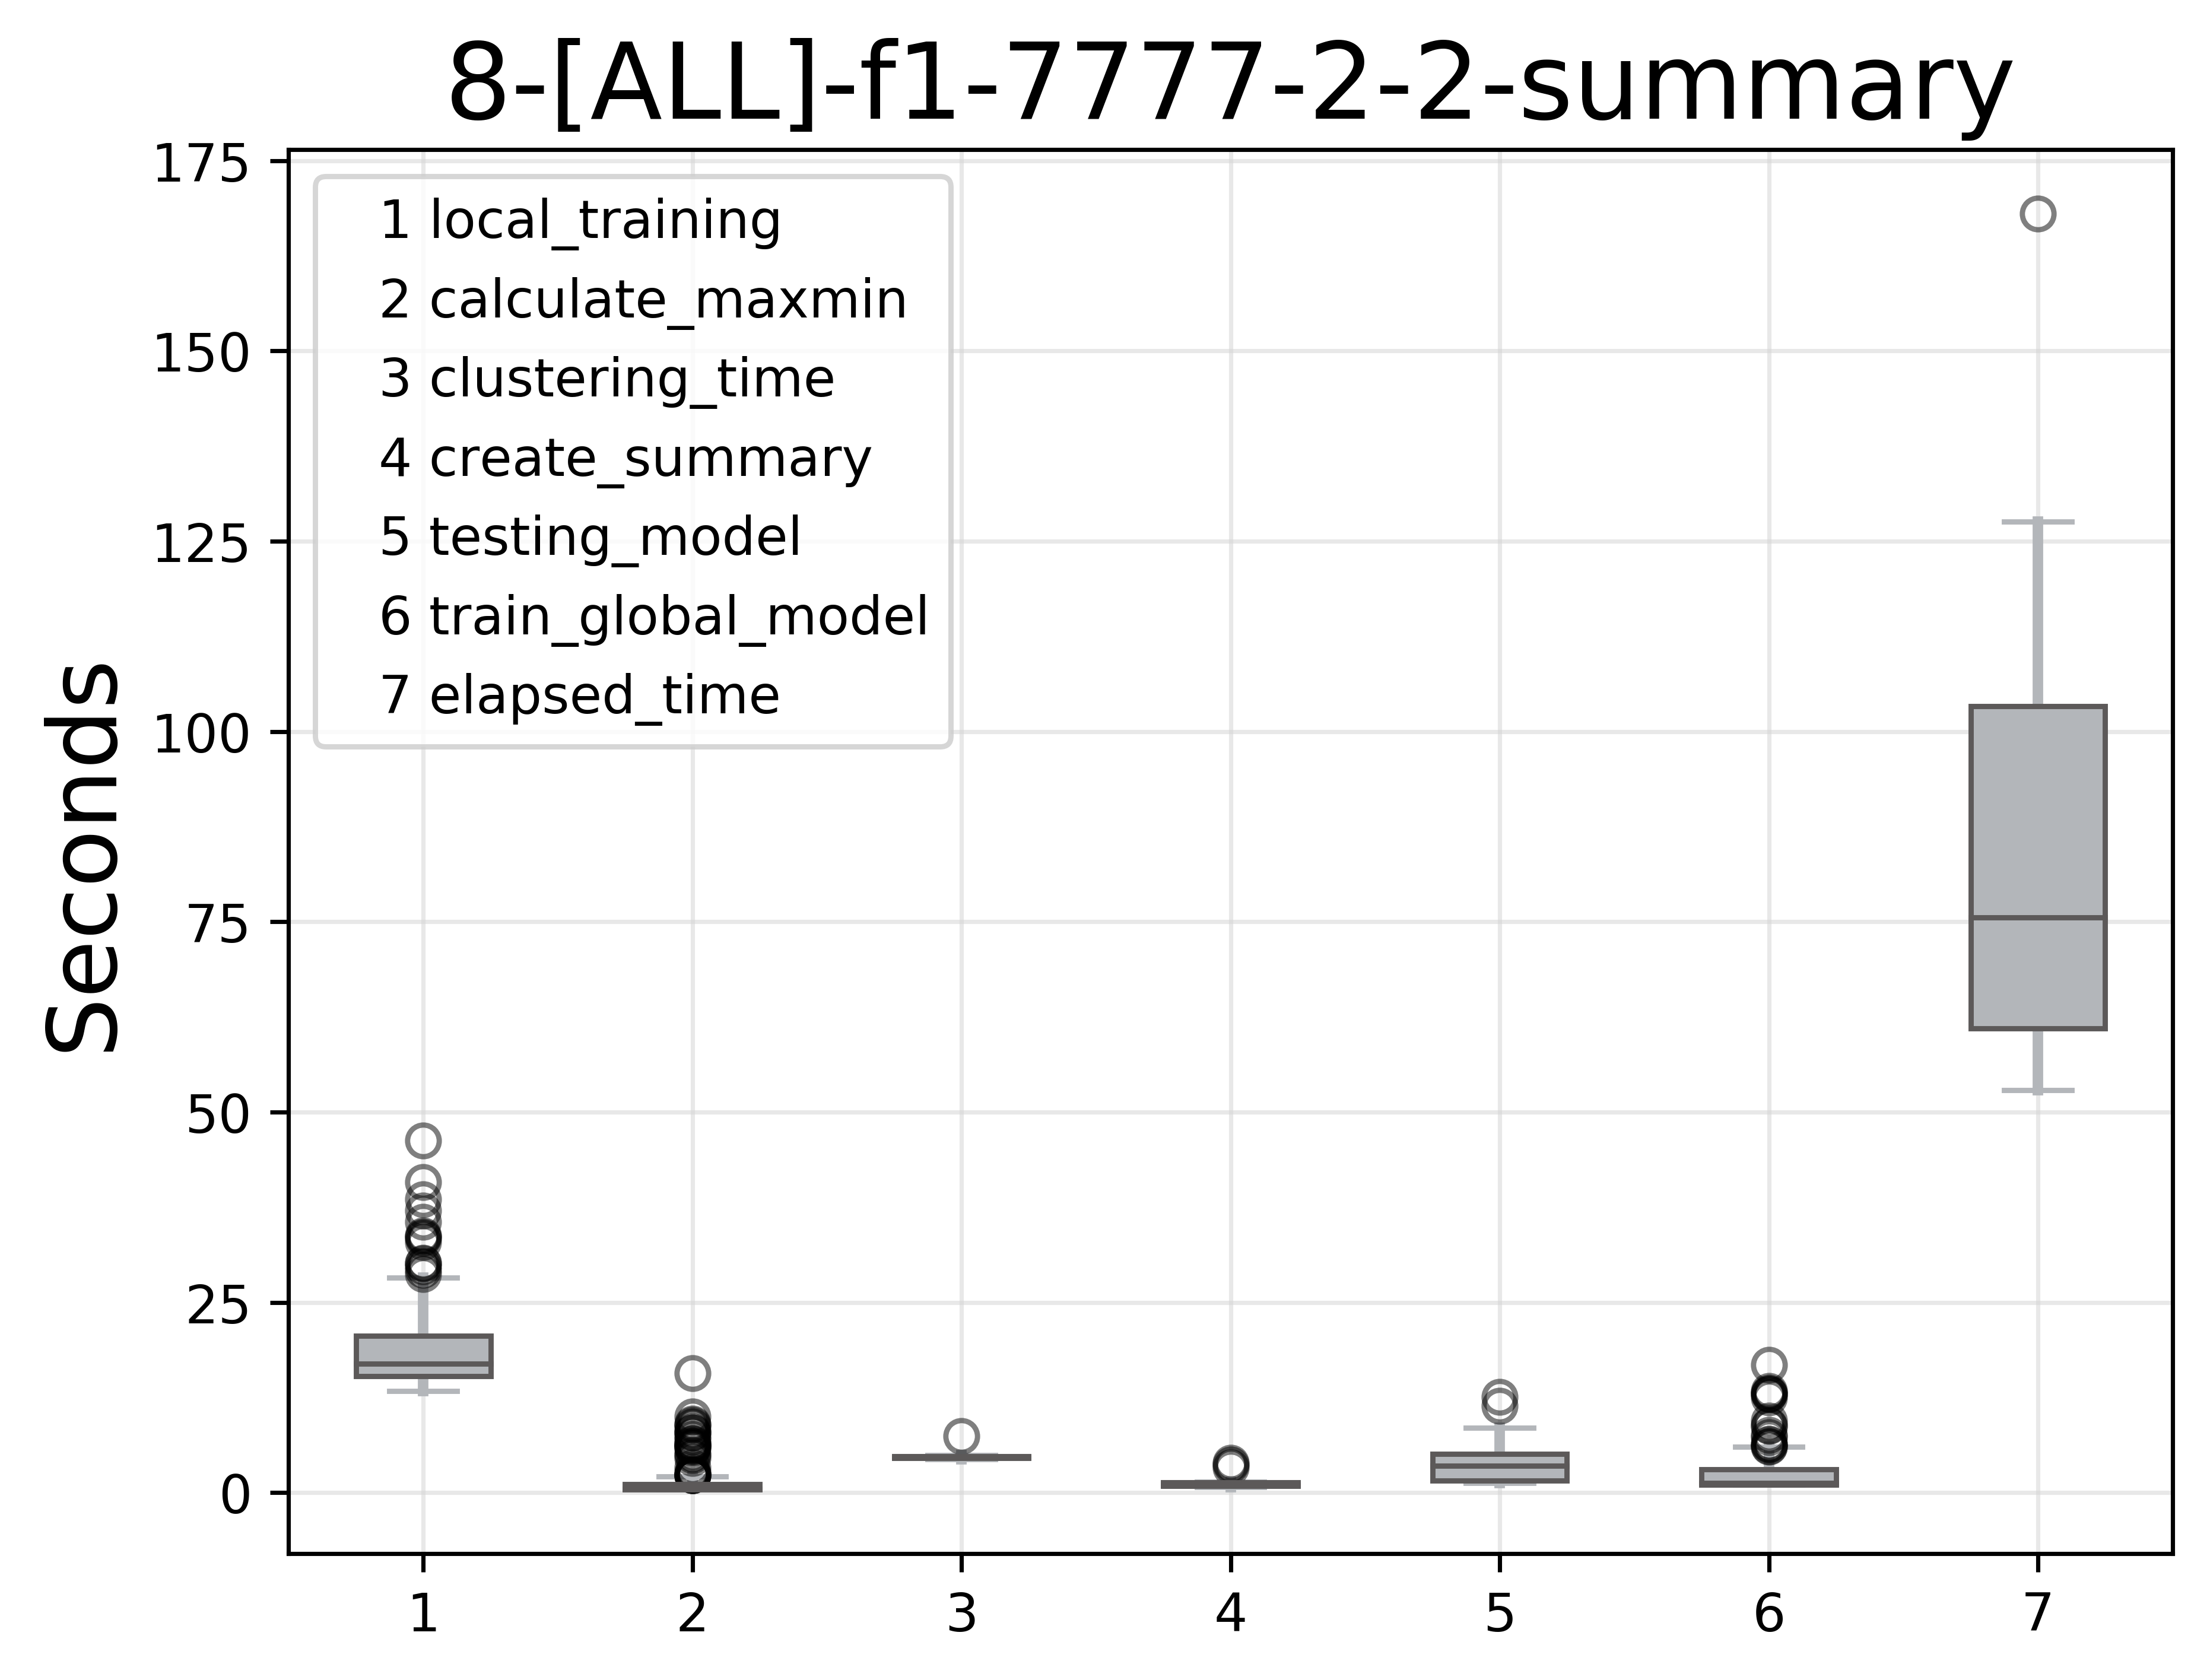 8-[ALL]-f1-7777-2-2-summary
Seconds
175
150
125
100
75
50
25
0
1 local_training
2 calculate_maxmin
3 clustering_time
4 create_summary
5 testing_model
6 train_global_model
7 elapsed_time
1 2 3 4 5 6 7